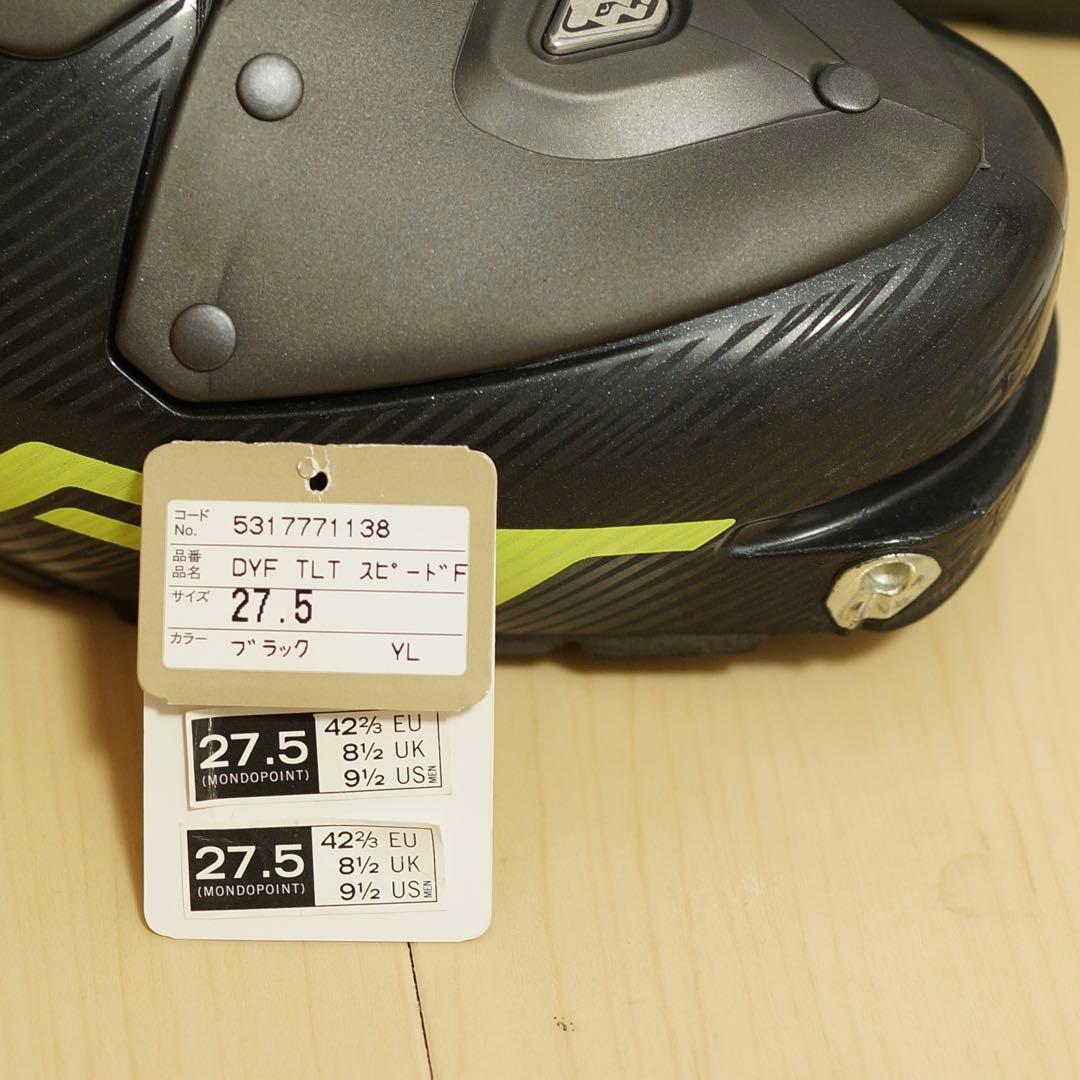 コード No. 5317771138
品番 品名 DYF TLT スピードF
サイズ 27.5
カラー ブラック YL
27.5 (MONDOPOINT)
42⅔ EU
8½ UK
9½ US MEN
27.5 (MONDOPOINT)
42⅔ EU
8½ UK
9½ US MEN